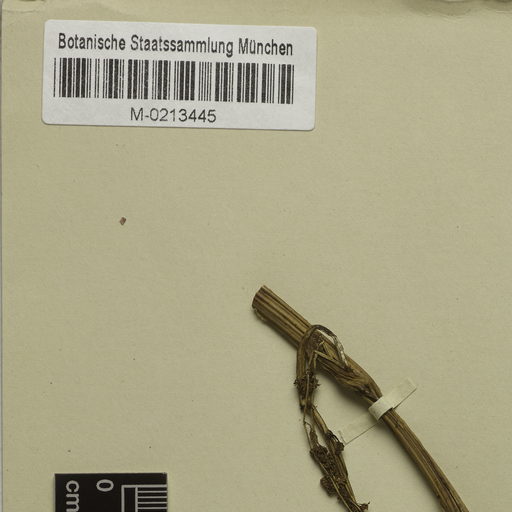 Botanische Staatssammlung München
M-0213445
0
cm